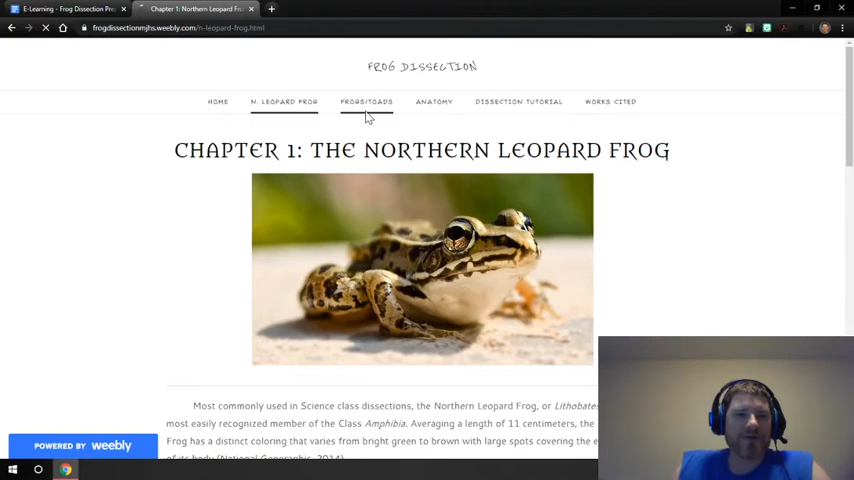 E-Learning - Frog Dissection Pre
Chapter 1: Northern Leopard Fro
frogdissectionmjhs.weebly.com/n-leopard-frog.html
FROG DISSECTION
HOME N. LEOPARD FROG FROGS/TOADS ANATOMY DISSECTION TUTORIAL WORKS CITED
CHAPTER 1: THE NORTHERN LEOPARD FROG
Most commonly used in Science class dissections, the Northern Leopard Frog, or Lithobates
most easily recognized member of the Class Amphibia. Averaging a length of 11 centimeters, the
Frog has a distinct coloring that varies from bright green to brown with large spots covering the e
of its body (National Geographic, 2014).
POWERED BY weebly